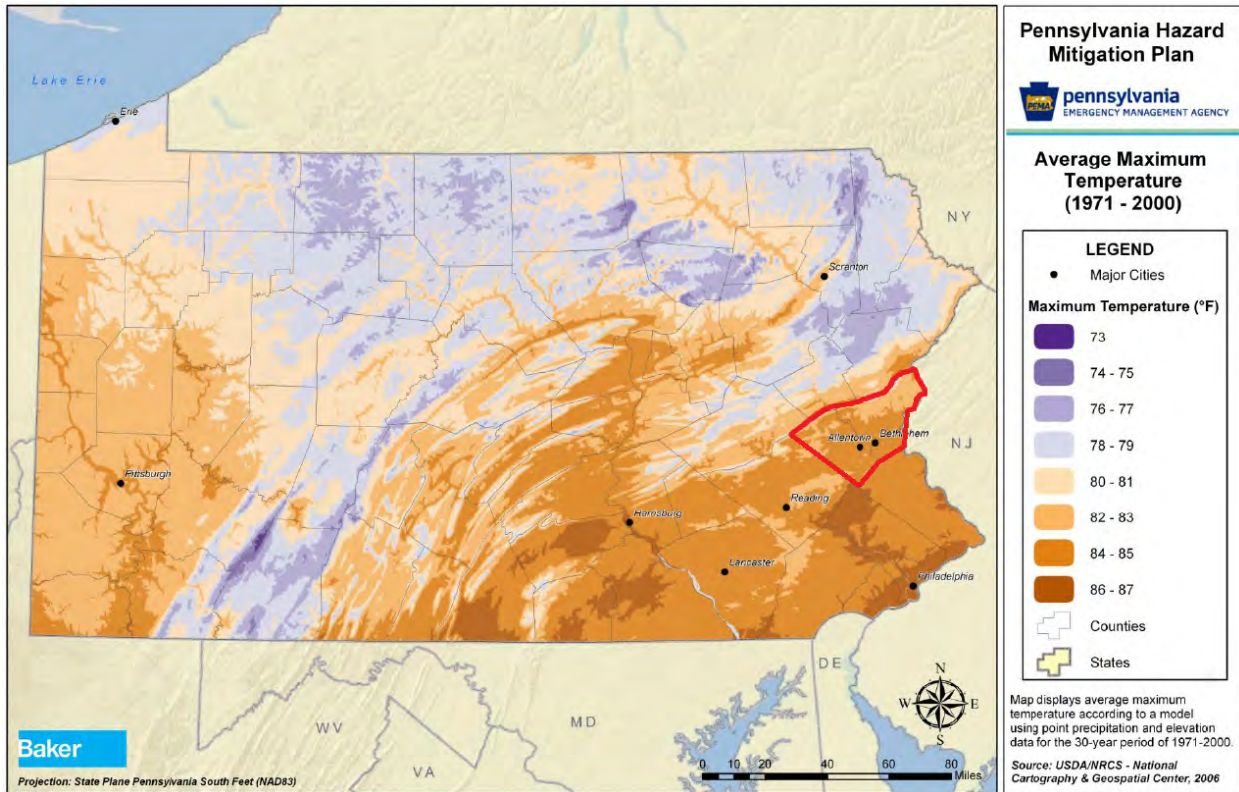 Lake Erie
Erie
NY
Scranton
NJ
Allentown
Bethlehem
Pittsburgh
Reading
Harrisburg
Lancaster
Philadelphia
DE
MD
WV
VA
N
W
E
S
Baker
Projection: State Plane Pennsylvania South Feet (NAD83)
0 10 20 40 60 80
Miles
Pennsylvania Hazard
Mitigation Plan
PEMA
pennsylvania
EMERGENCY MANAGEMENT AGENCY
Average Maximum
Temperature
(1971 - 2000)
LEGEND
Major Cities
Maximum Temperature (°F)
73
74 - 75
76 - 77
78 - 79
80 - 81
82 - 83
84 - 85
86 - 87
Counties
States
Map displays average maximum
temperature according to a model
using point precipitation and elevation
data for the 30-year period of 1971-2000.
Source: USDA/NRCS - National
Cartography & Geospatial Center, 2006